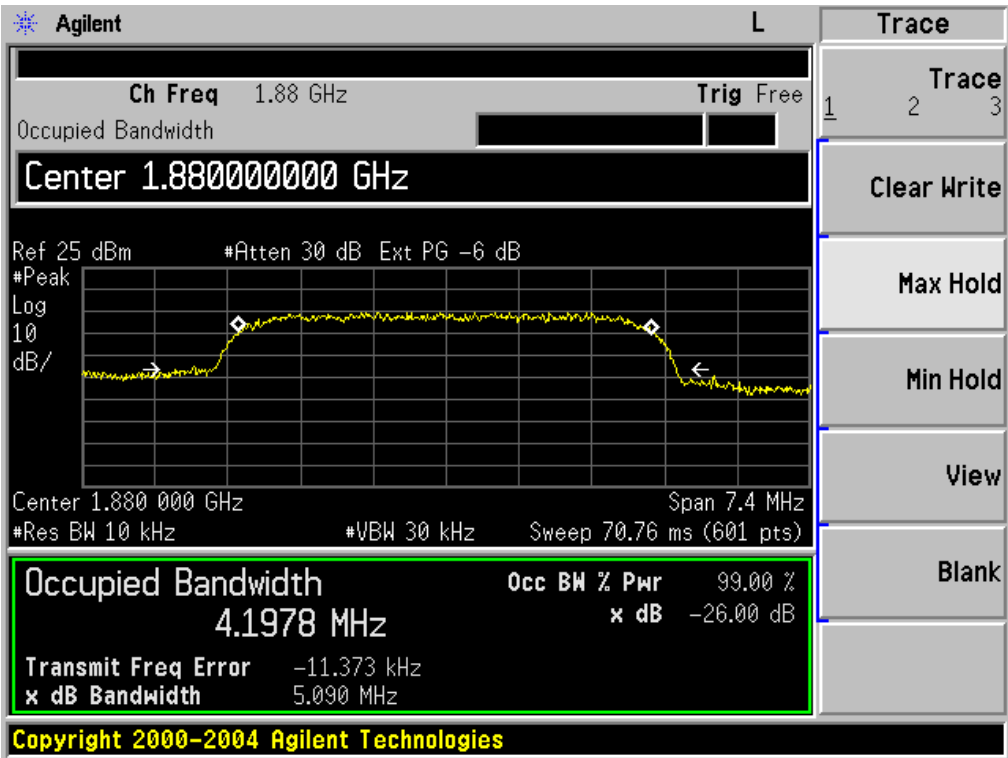 Agilent L Trace
Ch Freq 1.88 GHz Trig Free
Occupied Bandwidth
Center 1.880000000 GHz
Ref 25 dBm #Atten 30 dB Ext PG -6 dB
#Peak
Log
10
dB/
Center 1.880 000 GHz Span 7.4 MHz
#Res BW 10 kHz #VBW 30 kHz Sweep 70.76 ms (601 pts)
Occupied Bandwidth Occ BW % Pwr 99.00 %
4.1978 MHz x dB -26.00 dB
Transmit Freq Error -11.373 kHz
x dB Bandwidth 5.090 MHz
Copyright 2000-2004 Agilent Technologies
Trace
1 2 3
Clear Write
Max Hold
Min Hold
View
Blank